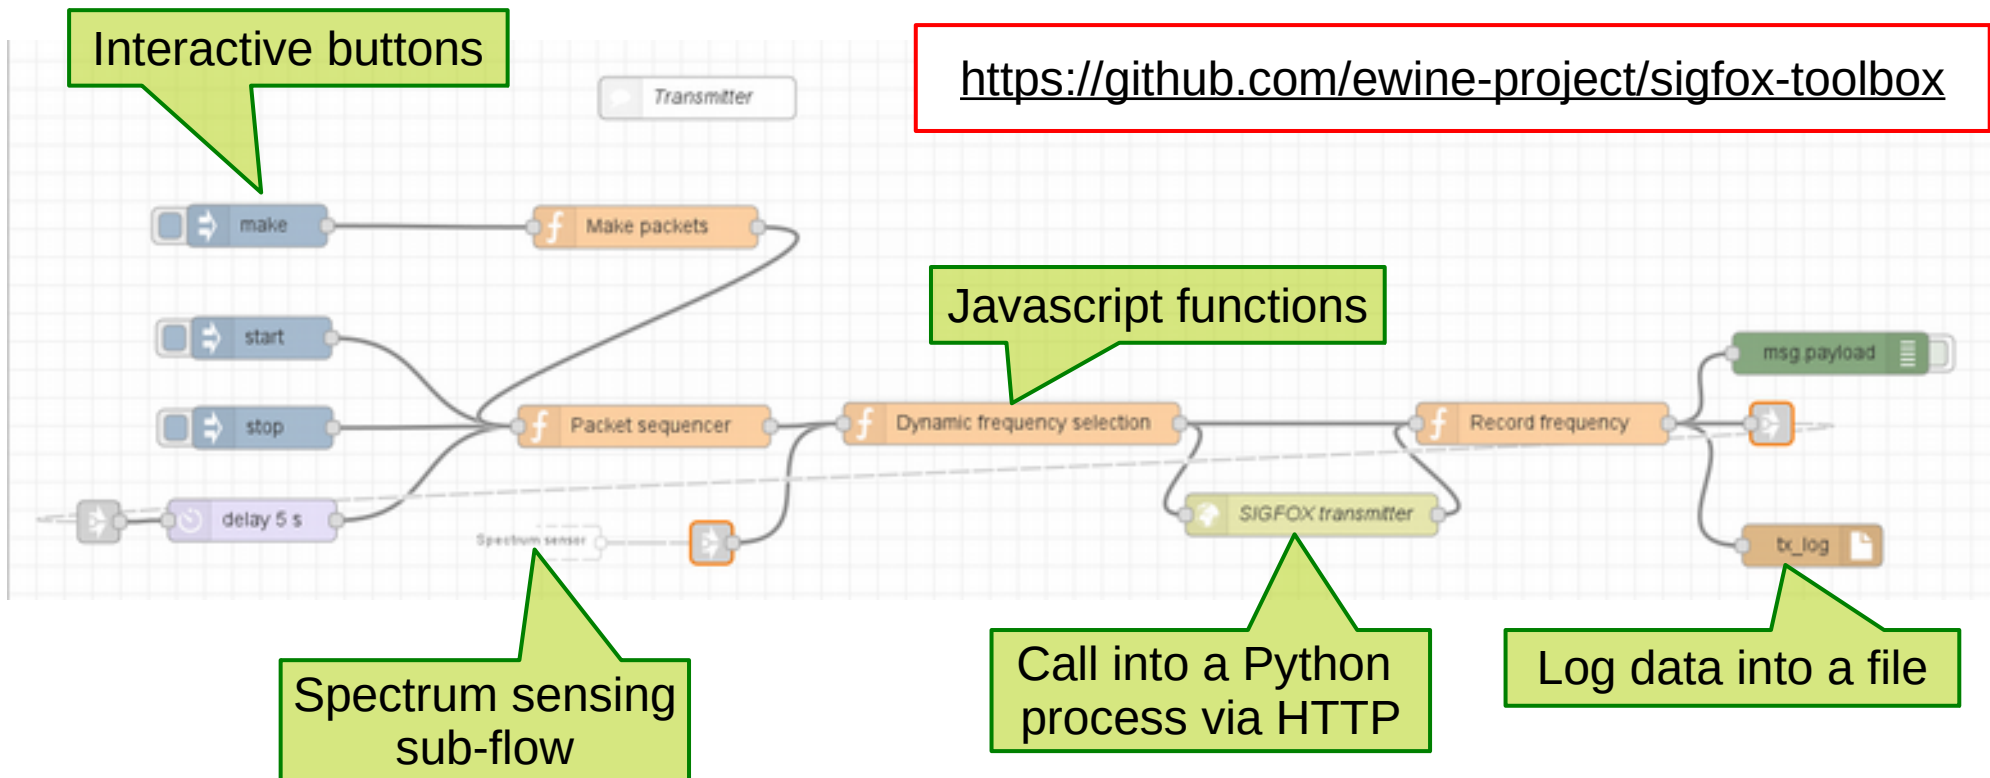 Interactive buttons
https://github.com/ewine-project/sigfox-toolbox
Transmitter
make
Make packets
Javascript functions
start
msg.payload
stop
Packet sequencer
Dynamic frequency selection
Record frequency
delay 5 s
Spectrum sensor
SIGFOX transmitter
tx_log
Spectrum sensing
sub-flow
Call into a Python
process via HTTP
Log data into a file